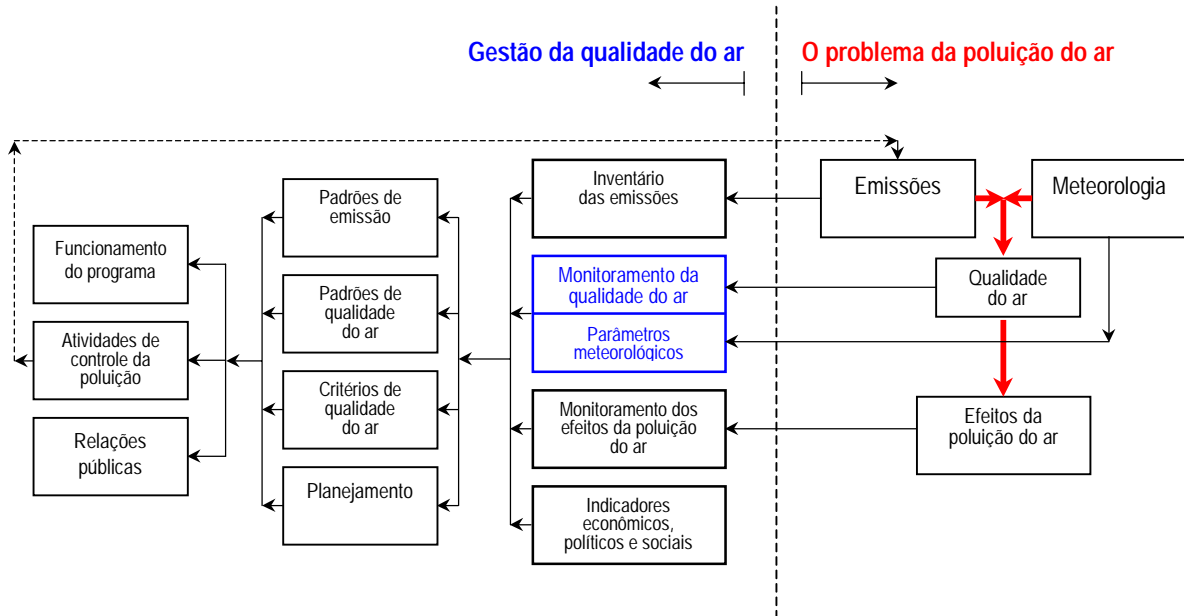 Gestão da qualidade do ar
O problema da poluição do ar
Funcionamento
do programa
Atividades de
controle da
poluição
Relações
públicas
Padrões de
emissão
Padrões de
qualidade
do ar
Critérios de
qualidade
do ar
Planejamento
Inventário
das emissões
Monitoramento da
qualidade do ar
Parâmetros
meteorológicos
Monitoramento dos
efeitos da poluição
do ar
Indicadores
econômicos,
políticos e sociais
Emissões
Meteorologia
Qualidade
do ar
Efeitos da
poluição do ar